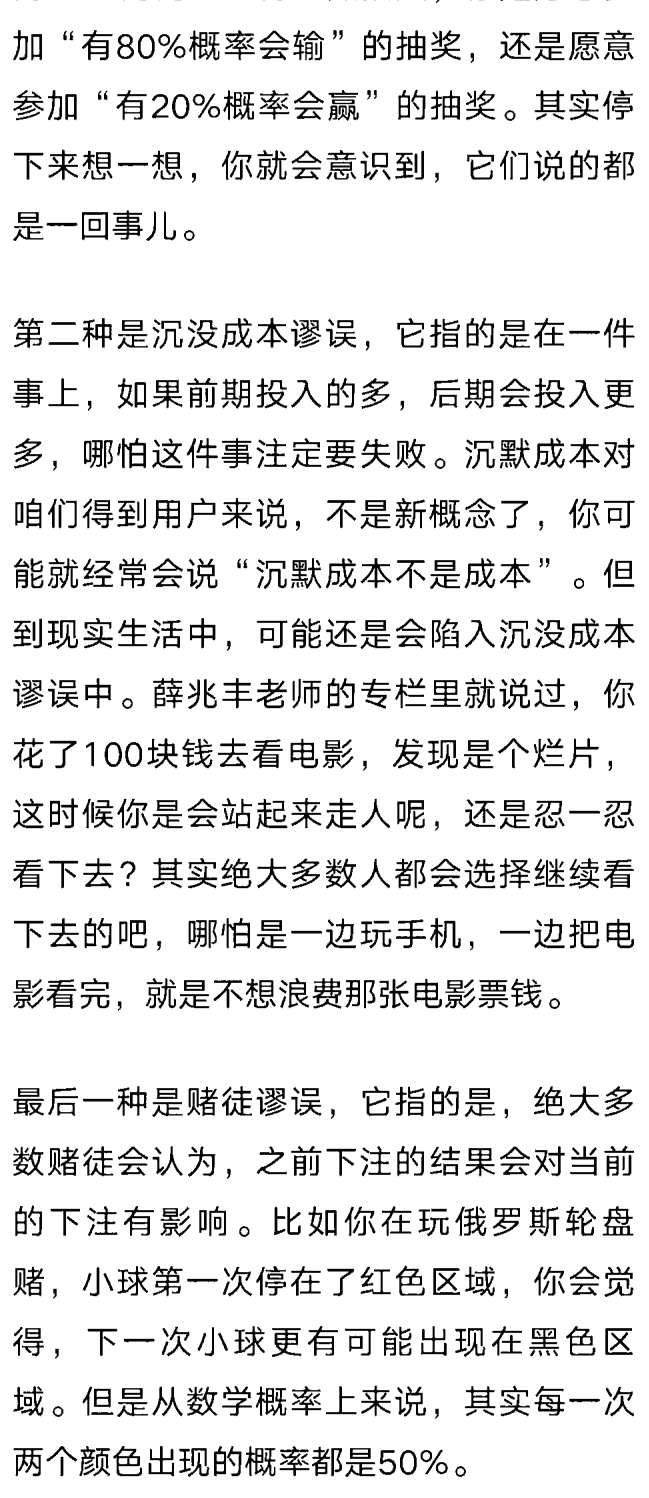 加“有80%概率会输”的抽奖，还是愿意
参加“有20%概率会赢”的抽奖。其实停
下来想一想，你就会意识到，它们说的都
是一回事儿。
第二种是沉没成本谬误，它指的是在一件
事上，如果前期投入的多，后期会投入更
多，哪怕这件事注定要失败。沉默成本对
咱们得到用户来说，不是新概念了，你可
能就经常会说“沉默成本不是成本”。但
到现实生活中，可能还是会陷入沉没成本
谬误中。薛兆丰老师的专栏里就说过，你
花了100块钱去看电影，发现是个烂片，
这时候你是会站起来走人呢，还是忍一忍
看下去？其实绝大多数人都会选择继续看
下去的吧，哪怕是一边玩手机，一边把电
影看完，就是不想浪费那张电影票钱。
最后一种是赌徒谬误，它指的是，绝大多
数赌徒会认为，之前下注的结果会对当前
的下注有影响。比如你在玩俄罗斯轮盘
赌，小球第一次停在了红色区域，你会觉
得，下一次小球更有可能出现在黑色区
域。但是从数学概率上来说，其实每一次
两个颜色出现的概率都是50%。